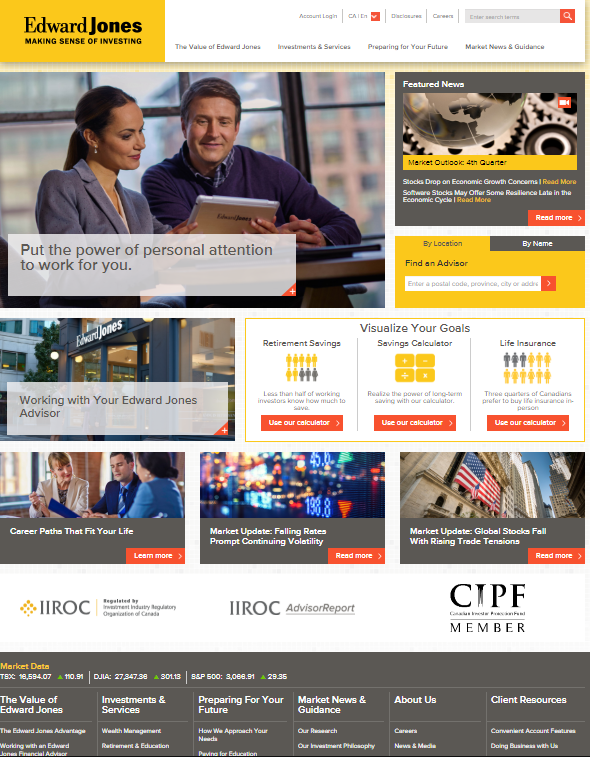 Edward Jones
MAKING SENSE OF INVESTING
Account Login
CA | En
Disclosures
Careers
Enter search terms
The Value of Edward Jones
Investments & Services
Preparing for Your Future
Market News & Guidance
Put the power of personal attention
to work for you.
Featured News
Market Outlook: 4th Quarter
Stocks Drop on Economic Growth Concerns | Read More
Software Stocks May Offer Some Resilience Late in the
Economic Cycle | Read More
Read more
By Location
By Name
Find an Advisor
Enter a postal code, province, city or addre
Edward Jones
Working with Your Edward Jones
Advisor
Visualize Your Goals
Retirement Savings
Less than half of working
investors know how much to
save.
Use our calculator
Savings Calculator
Realize the power of long-term
saving with our calculator.
Use our calculator
Life Insurance
Three quarters of Canadians
prefer to buy life insurance in-
person
Use our calculator
Career Paths That Fit Your Life
Learn more
45.8
198.8
Market Update: Falling Rates
Prompt Continuing Volatility
Read more
Market Update: Global Stocks Fall
With Rising Trade Tensions
Read more
IIROC
Regulated by
Investment Industry Regulatory
Organization of Canada
IIROC AdvisorReport
CIPF
Canadian Investor Protection Fund
MEMBER
Market Data
TSX: 16,594.07 ▲ 110.91 | DJIA: 27,347.36 ▲ 301.13 | S&P 500: 3,066.91 ▲ 29.35
The Value of
Edward Jones
The Edward Jones Advantage
Working with an Edward
Jones Financial Advisor
Investments &
Services
Wealth Management
Retirement & Education
Preparing For Your
Future
How We Approach Your
Needs
Paying for Education
Market News &
Guidance
Our Research
Our Investment Philosophy
About Us
Careers
News & Media
Client Resources
Convenient Account Features
Doing Business with Us